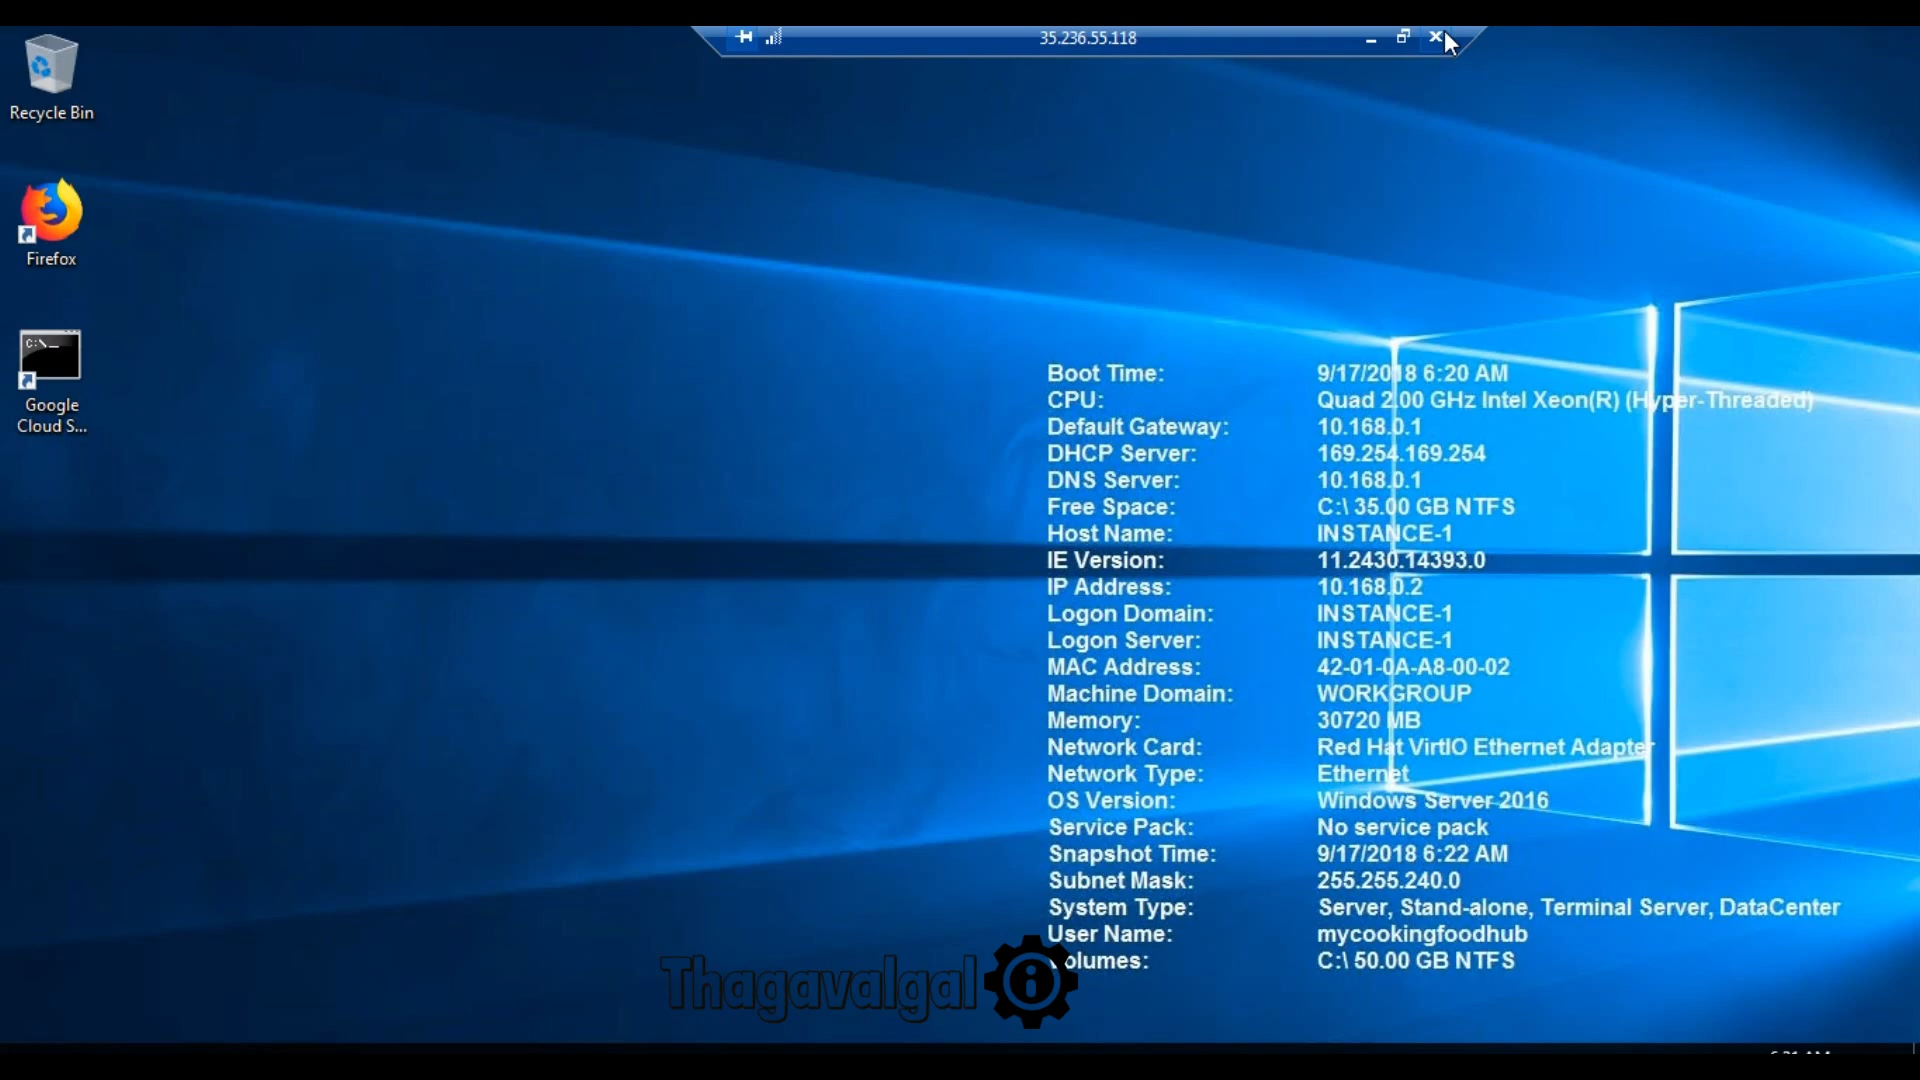 35.236.55.118
Recycle Bin
Firefox
C:\_
Google
Cloud S...
Boot Time: 9/17/2018 6:20 AM
CPU: Quad 2.00 GHz Intel Xeon(R) (Hyper-Threaded)
Default Gateway: 10.168.0.1
DHCP Server: 169.254.169.254
DNS Server: 10.168.0.1
Free Space: C:\ 35.00 GB NTFS
Host Name: INSTANCE-1
IE Version: 11.2430.14393.0
IP Address: 10.168.0.2
Logon Domain: INSTANCE-1
Logon Server: INSTANCE-1
MAC Address: 42-01-0A-A8-00-02
Machine Domain: WORKGROUP
Memory: 30720 MB
Network Card: Red Hat VirtIO Ethernet Adapter
Network Type: Ethernet
OS Version: Windows Server 2016
Service Pack: No service pack
Snapshot Time: 9/17/2018 6:22 AM
Subnet Mask: 255.255.240.0
System Type: Server, Stand-alone, Terminal Server, DataCenter
User Name: mycookingfoodhub
Volumes: C:\ 50.00 GB NTFS
Thagavalgal